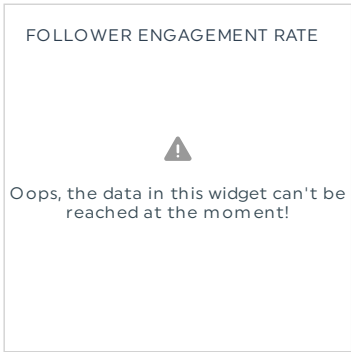 FOLLOWER ENGAGEMENT RATE
Oops, the data in this widget can't be
reached at the moment!